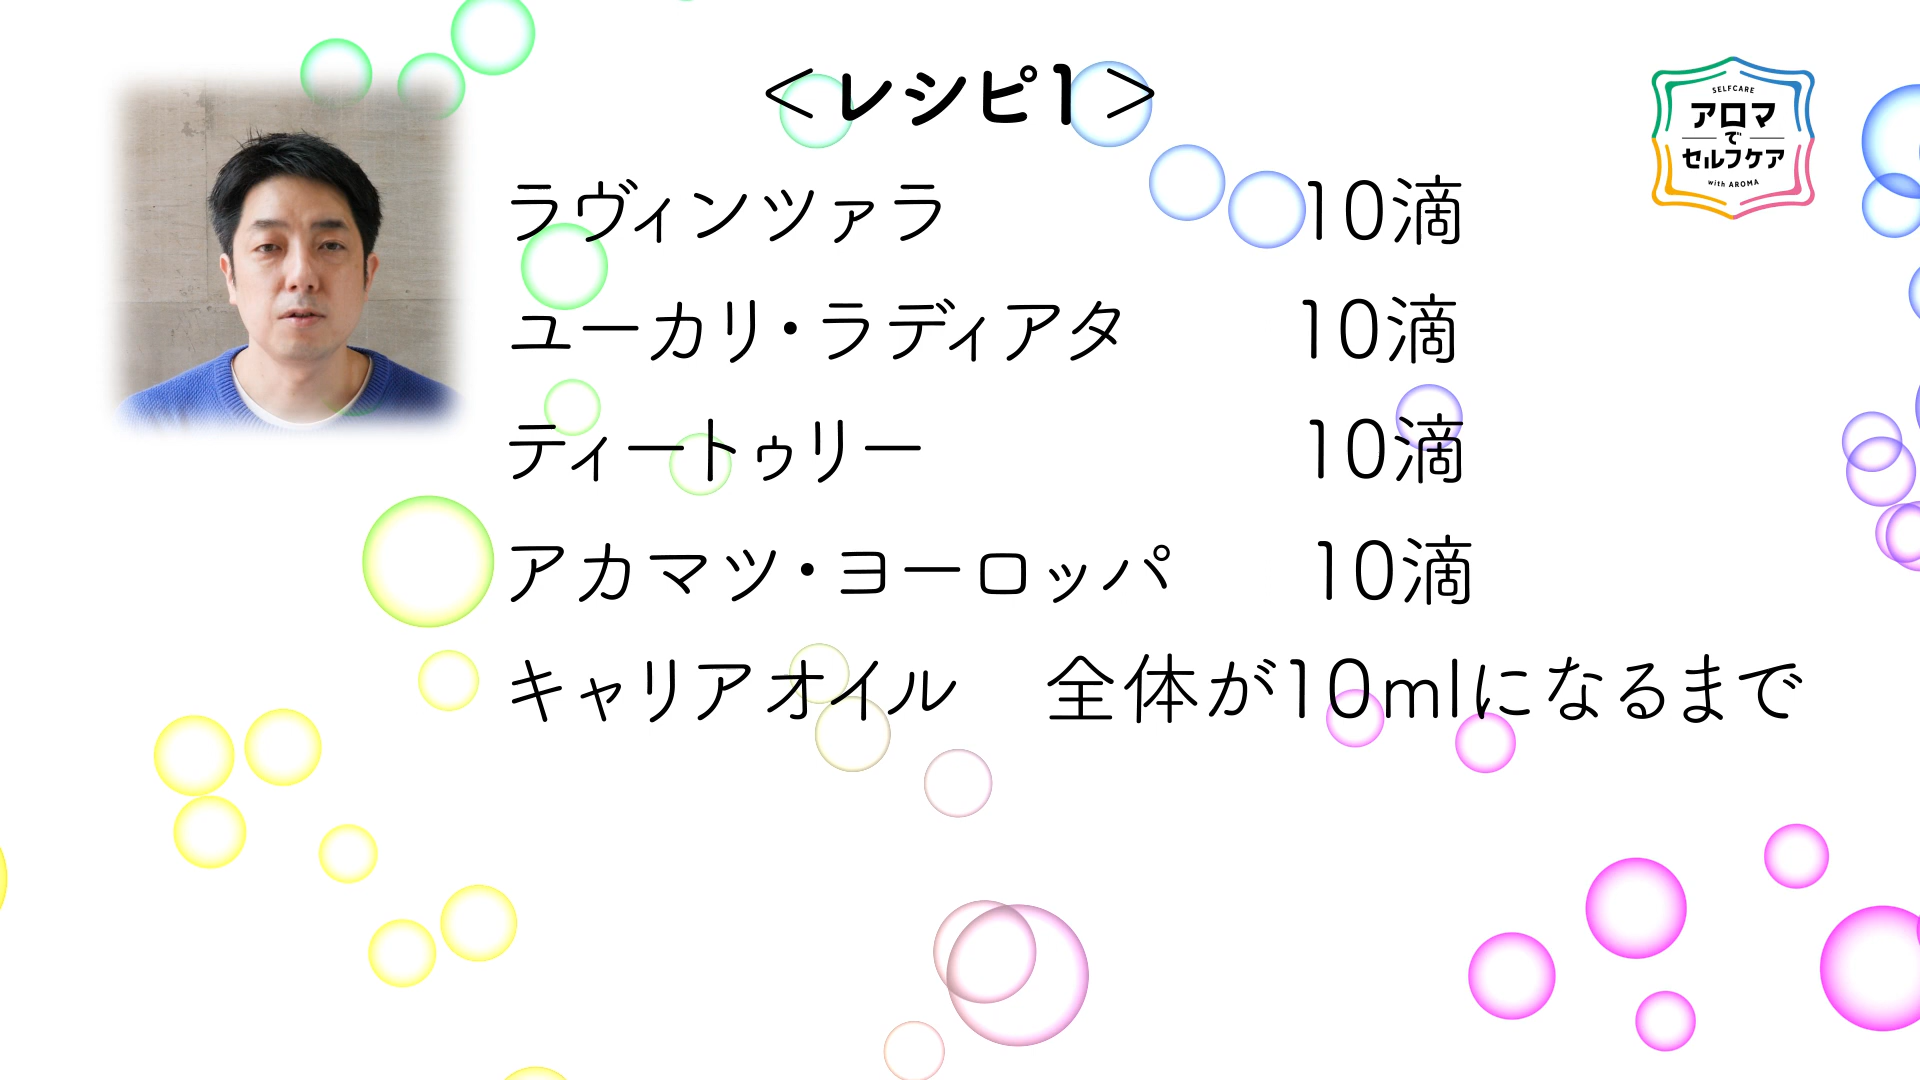 <レシピ1>
SELFCARE
アロマ
で
セルフケア
with AROMA
ラヴィンツァラ 10滴
ユーカリ・ラディアタ 10滴
ティートゥリー 10滴
アカマツ・ヨーロッパ 10滴
キャリアオイル 全体が10mlになるまで